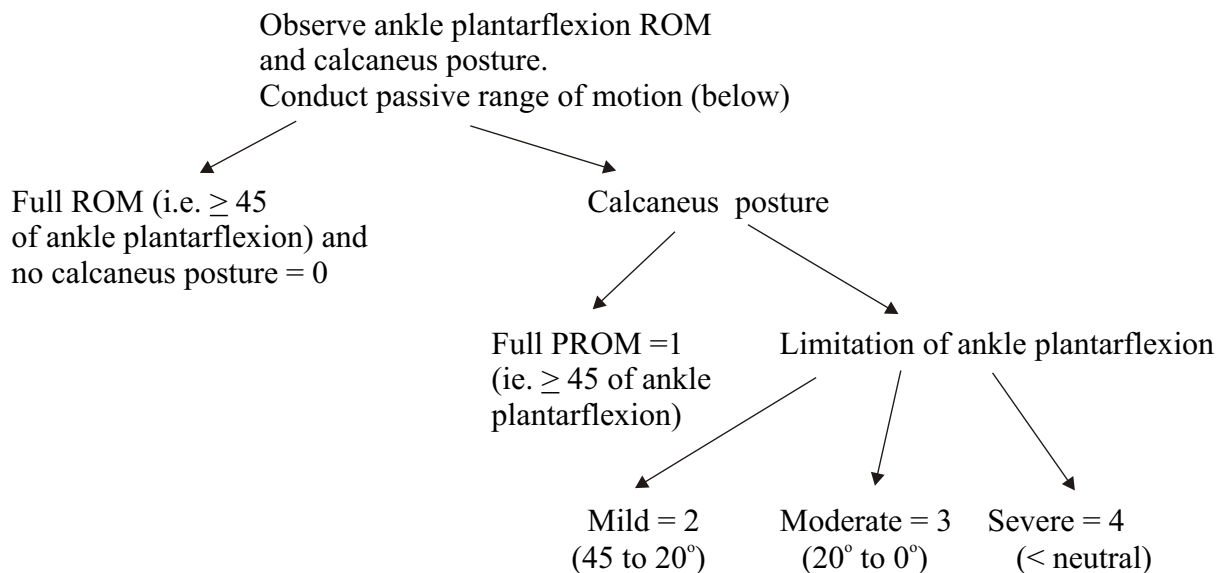 Observe ankle plantarflexion ROM
and calcaneus posture.
Conduct passive range of motion (below)
Full ROM (i.e. ≥ 45
of ankle plantarflexion) and
no calcaneus posture = 0
Calcaneus posture
Full PROM =1
(ie. ≥ 45 of ankle
plantarflexion)
Limitation of ankle plantarflexion
Mild = 2
(45 to 20°)
Moderate = 3
(20° to 0°)
Severe = 4
(< neutral)